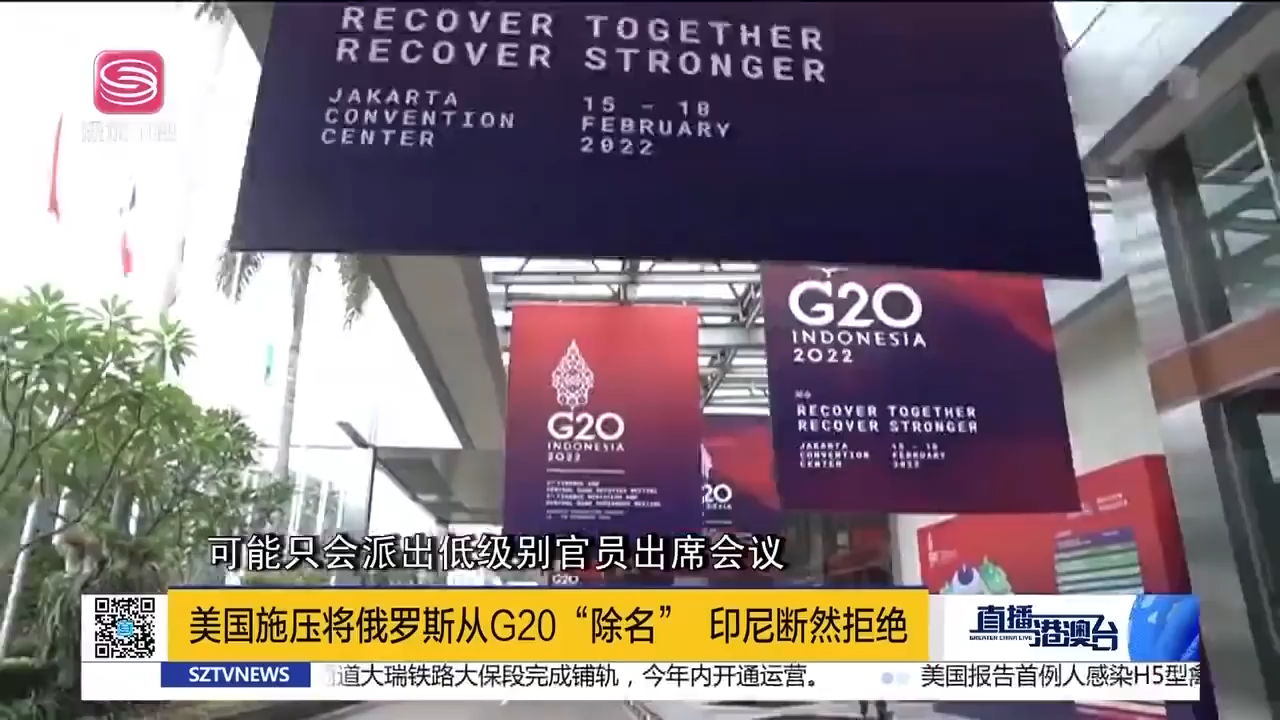 RECOVER TOGETHER
RECOVER STRONGER
JAKARTA
CONVENTION
CENTER
15 - 18
FEBRUARY
2022
G20
INDONESIA
2022
RECOVER TOGETHER
RECOVER STRONGER
JAKARTA
CONVENTION
CENTER
15 - 18
FEBRUARY
2022
G20
INDONESIA
2022
20
可能只会派出低级别官员出席会议
G20
美国施压将俄罗斯从G20“除名” 印尼断然拒绝
直播港澳台
GREATER CHINA LIVE
SZTVNEWS
道大瑞铁路大保段完成铺轨，今年内开通运营。
美国报告首例人感染H5型禽